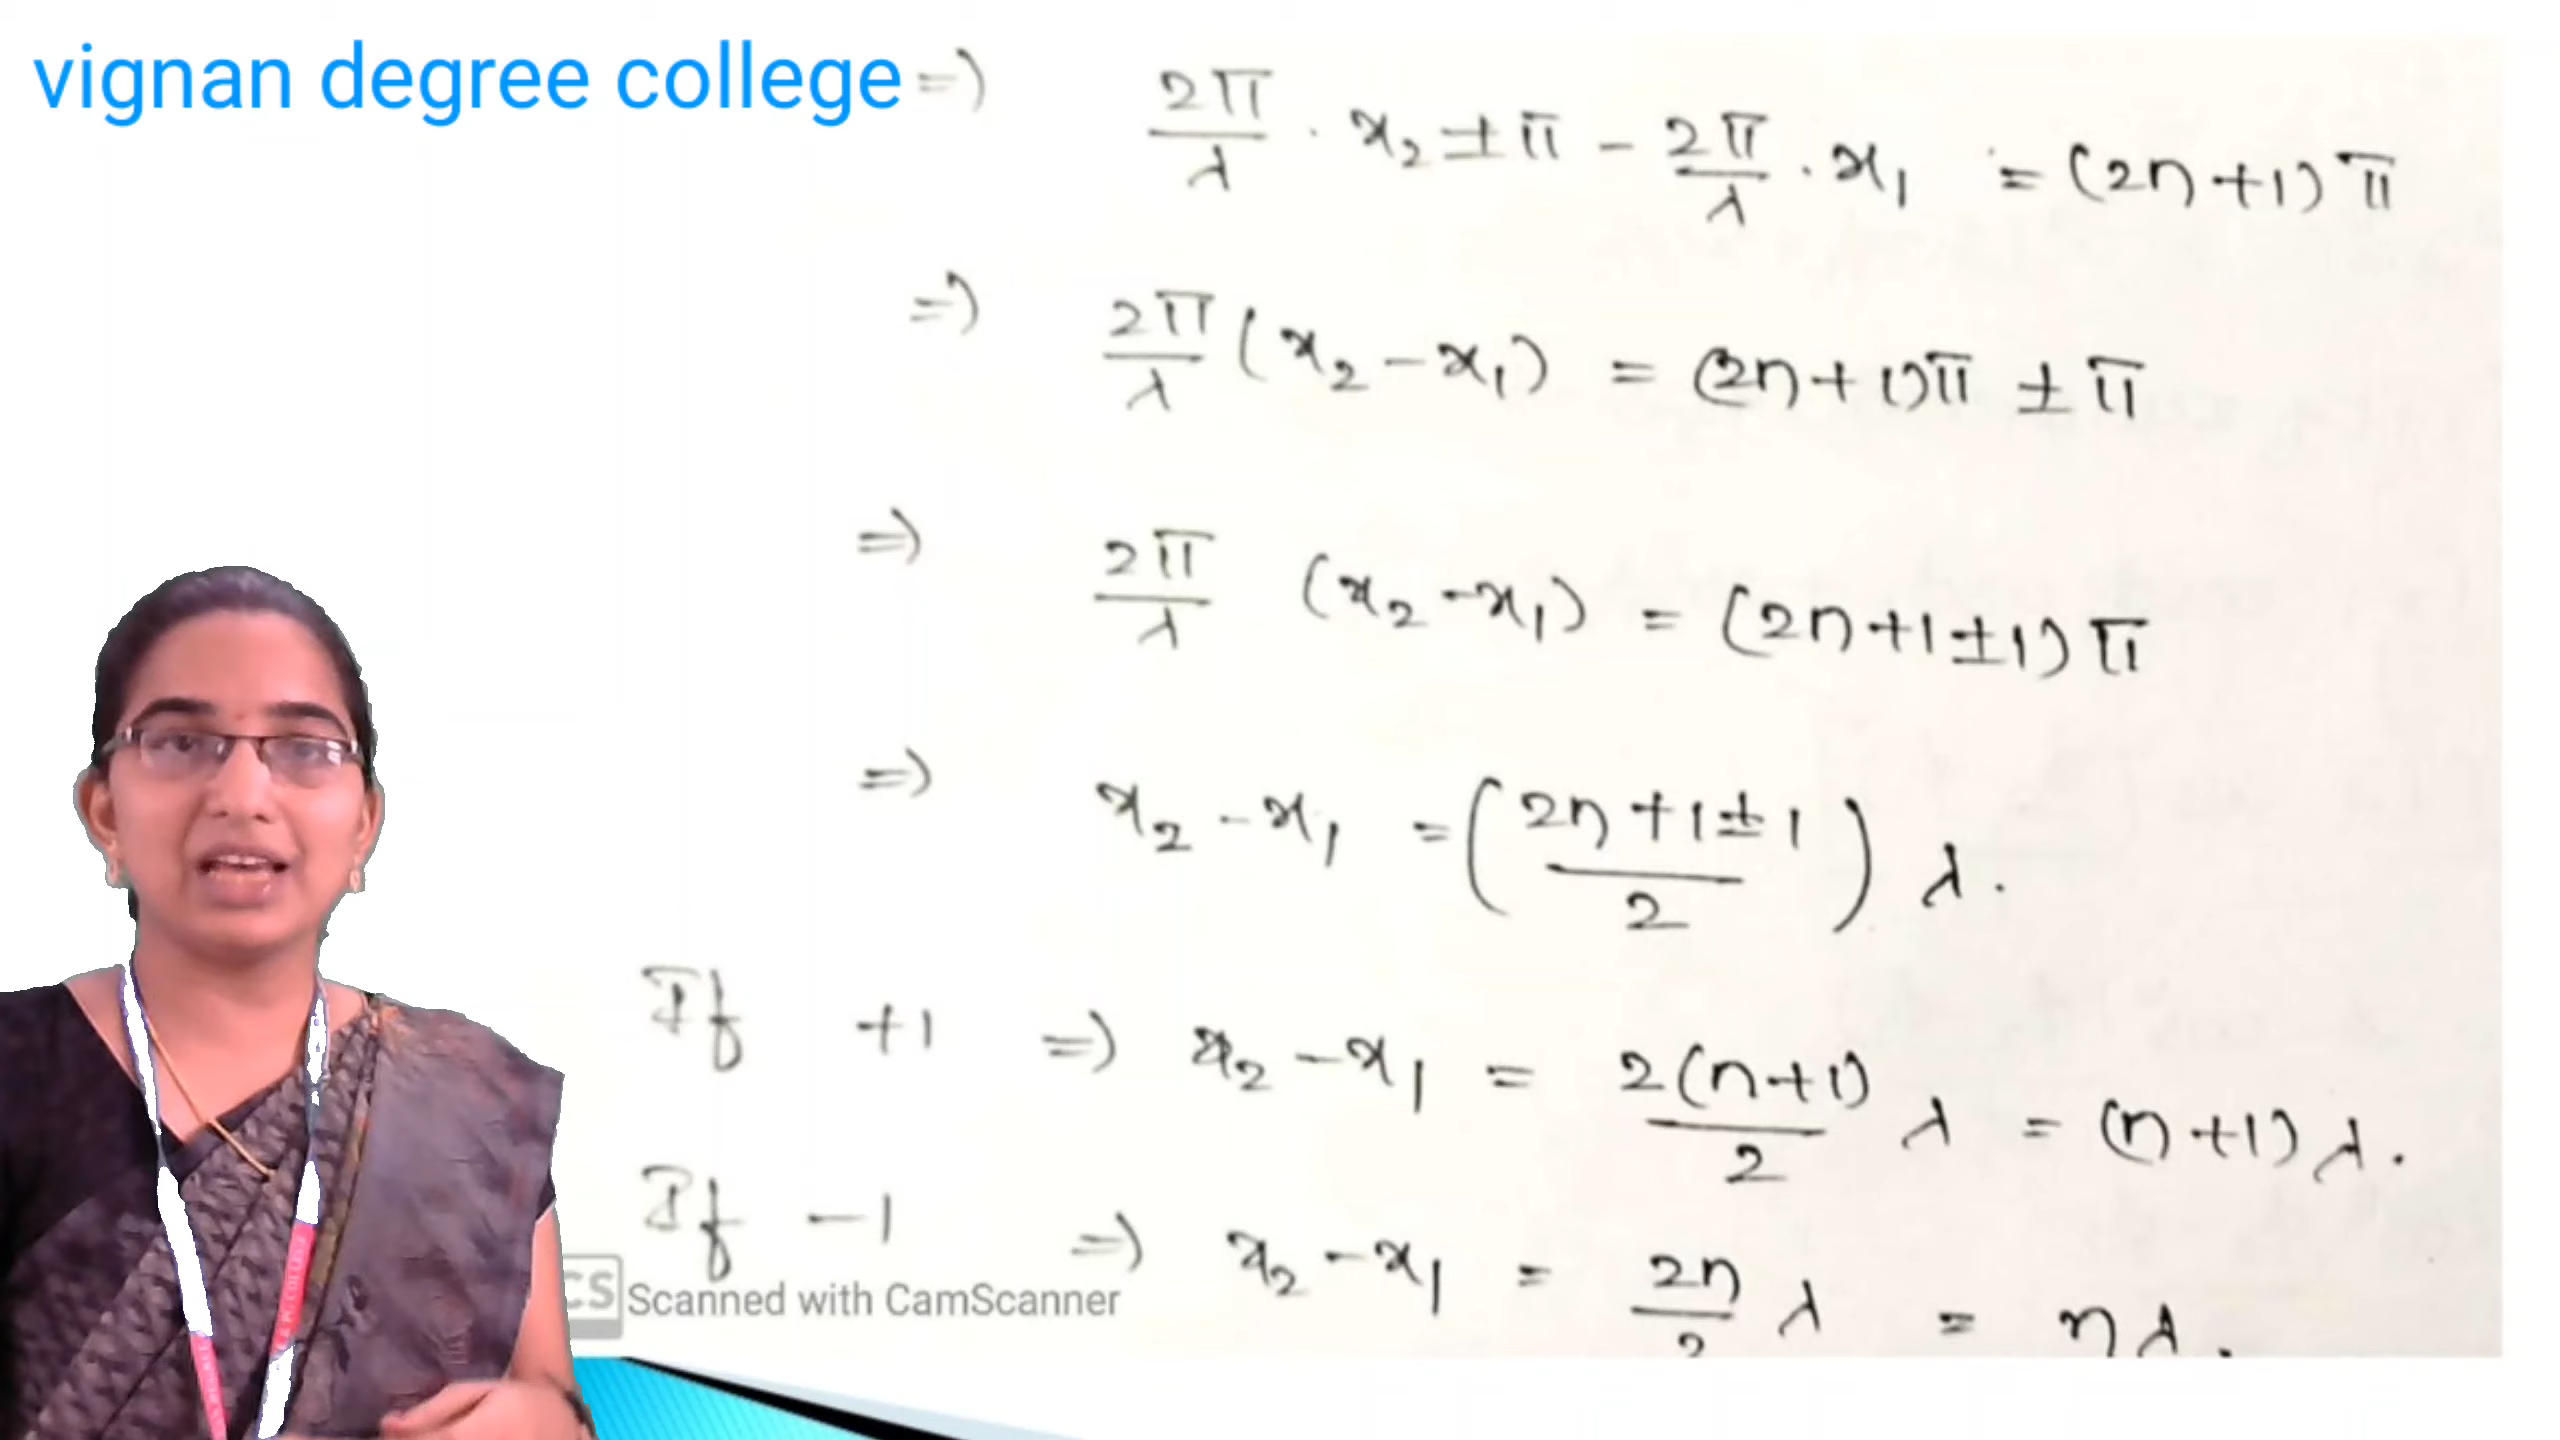 vignan degree college
=) 2π/λ · x₂ ± π − 2π/λ · x₁ = (2n+1) π
=) 2π/λ (x₂ − x₁) = (2n+1)π ± π
=) 2π/λ (x₂ − x₁) = (2n+1±1) π
=) x₂ − x₁ = ((2n+1±1)/2) λ.
If +1 =) x₂ − x₁ = 2(n+1)/2 λ = (n+1) λ.
If −1 =) x₂ − x₁ = 2n/2 λ = nλ.
CS Scanned with CamScanner